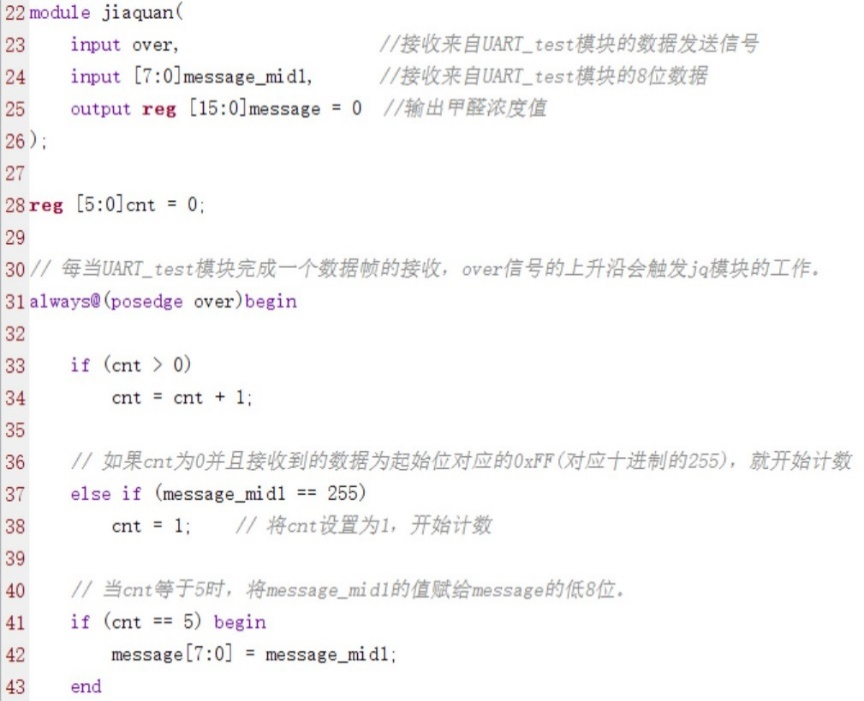 22 module jiaquan(
23 input over, //接收来自UART_test模块的数据发送信号
24 input [7:0]message_mid1, //接收来自UART_test模块的8位数据
25 output reg [15:0]message = 0 //输出甲醛浓度值
26 );
27
28 reg [5:0]cnt = 0;
29
30 // 每当UART_test模块完成一个数据帧的接收，over信号的上升沿会触发jq模块的工作.
31 always@(posedge over)begin
32
33 if (cnt > 0)
34 cnt = cnt + 1;
35
36 // 如果cnt为0并且接收到的数据为起始位对应的0xFF(对应十进制的255)，就开始计数
37 else if (message_mid1 == 255)
38 cnt = 1; // 将cnt设置为1，开始计数
39
40 // 当cnt等于5时，将message_mid1的值赋给message的低8位.
41 if (cnt == 5) begin
42 message[7:0] = message_mid1;
43 end